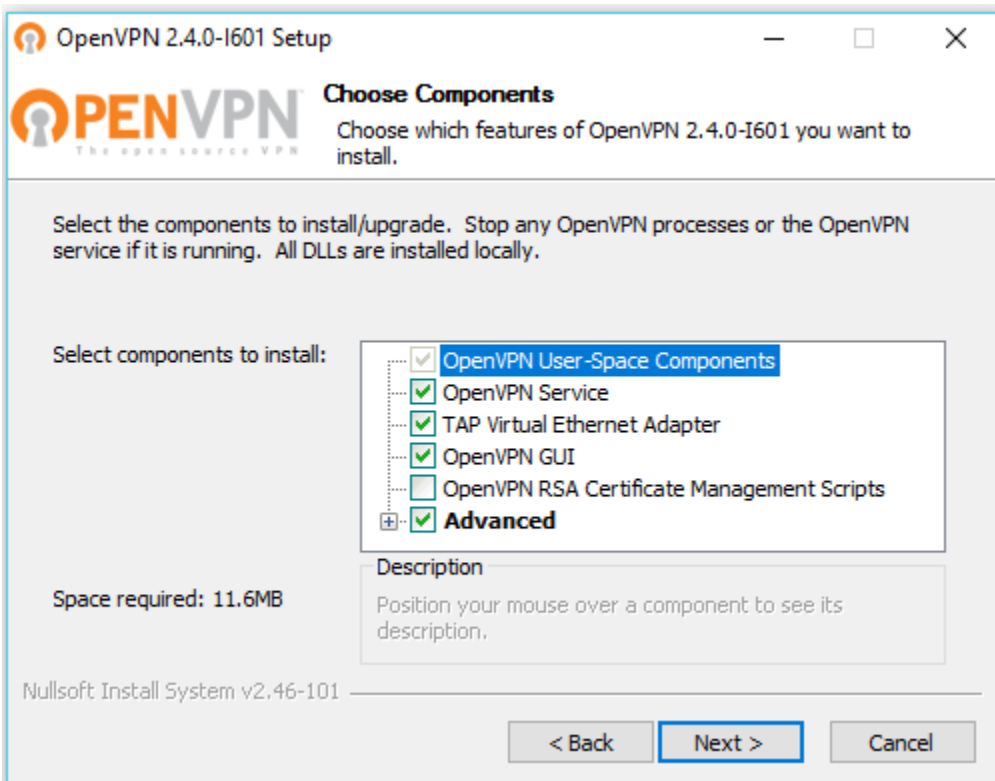 OpenVPN 2.4.0-I601 Setup
OPENVPN
The open source VPN
Choose Components
Choose which features of OpenVPN 2.4.0-I601 you want to
install.
Select the components to install/upgrade.  Stop any OpenVPN processes or the OpenVPN
service if it is running.  All DLLs are installed locally.
Select components to install:
OpenVPN User-Space Components
OpenVPN Service
TAP Virtual Ethernet Adapter
OpenVPN GUI
OpenVPN RSA Certificate Management Scripts
Advanced
Space required: 11.6MB
Description
Position your mouse over a component to see its
description.
Nullsoft Install System v2.46-101
< Back
Next >
Cancel